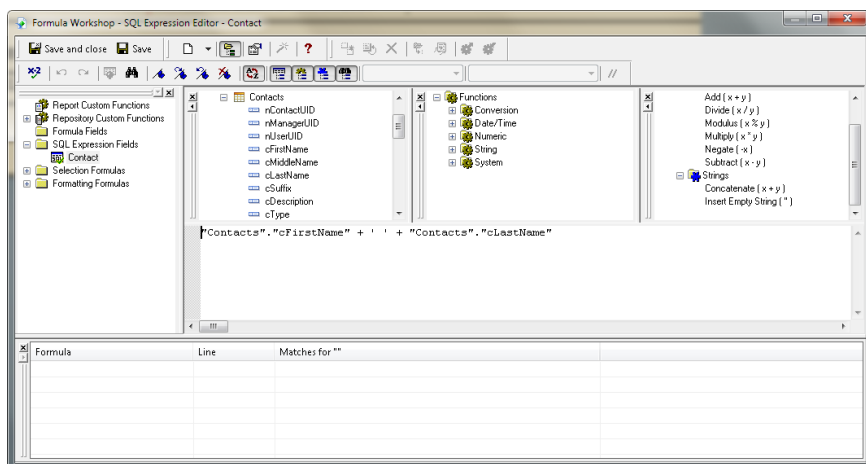 Formula Workshop - SQL Expression Editor - Contact
Save and close Save
Report Custom Functions
Repository Custom Functions
Formula Fields
SQL Expression Fields
Contact
Selection Formulas
Formatting Formulas
Contacts
nContactUID
nManagerUID
nUserUID
cFirstName
cMiddleName
cLastName
cSuffix
cDescription
cType
Functions
Conversion
Date/Time
Numeric
String
System
Add ( x + y )
Divide ( x / y )
Modulus ( x % y )
Multiply ( x * y )
Negate ( -x )
Subtract ( x - y )
Strings
Concatenate ( x + y )
Insert Empty String ( '' )
"Contacts"."cFirstName" + ' ' + "Contacts"."cLastName"
Formula Line Matches for ""